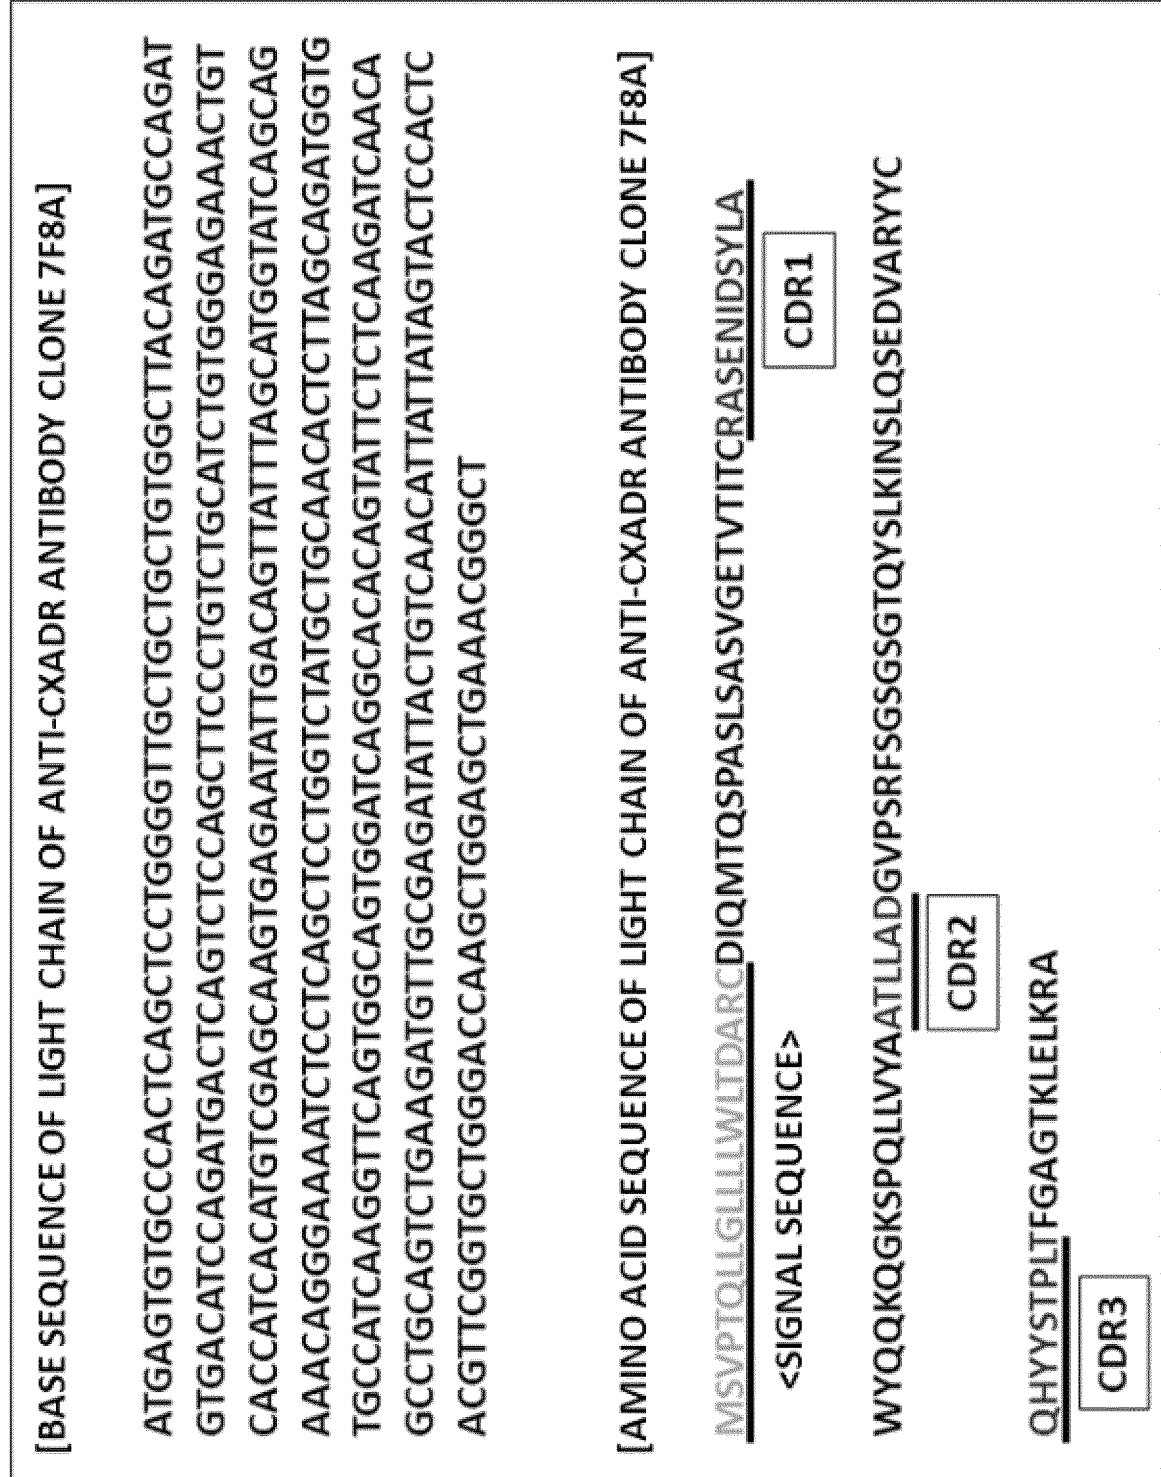 [BASE SEQUENCE OF LIGHT CHAIN OF ANTI-CXADR ANTIBODY CLONE 7F8A]
ATGAGTGTGCCCACTCAGCTCCTGGGGTTGCTGCTGCTGTGGCTTACAGATGCCAGAT
GTGACATCCAGATGACTCAGTCTCCAGCTTCCCTGTCTGCATCTGTGGGAGAAACTGT
CACCATCACATGTCGAGCAAGTGAGAATATTGACAGTTATTTAGCATGGTATCAGCAG
AAACAGGGAAAATCTCCTCAGCTCCTGGTCTATGCTGCAACACTCTTAGCAGATGGTG
TGCCATCAAGGTTCAGTGGCAGTGGATCAGGCACACAGTATTCTCTCAAGATCAACA
GCCTGCAGTCTGAAGATGTTGCGAGATATTACTGTCAACATTATTATAGTACTCCACTC
ACGTTCGGTGCTGGGACCAAGCTGGAGCTGAAACGGGCT
[AMINO ACID SEQUENCE OF LIGHT CHAIN OF ANTI-CXADR ANTIBODY CLONE 7F8A]
MSVPTQLLGLLLLWLTDARCDIQMTQSPASLSASVGETVTITCRASENIDSYLA
<SIGNAL SEQUENCE>
CDR1
WYQQKQGKSPQLLVYAATLLADGVPSRFSGSGSGTQYSLKINSLQSEDVARYYC
CDR2
QHYYSTPLTFGAGTKLELKRA
CDR3